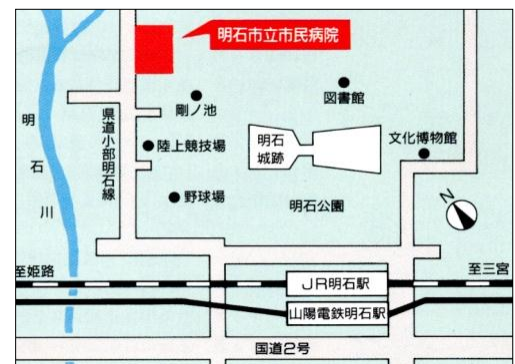 明石市立市民病院
剛ノ池
図書館
県道小部明石線
明石川
陸上競技場
明石
城跡
文化博物館
野球場
明石公園
N
至姫路
JR明石駅
至三宮
山陽電鉄明石駅
国道2号